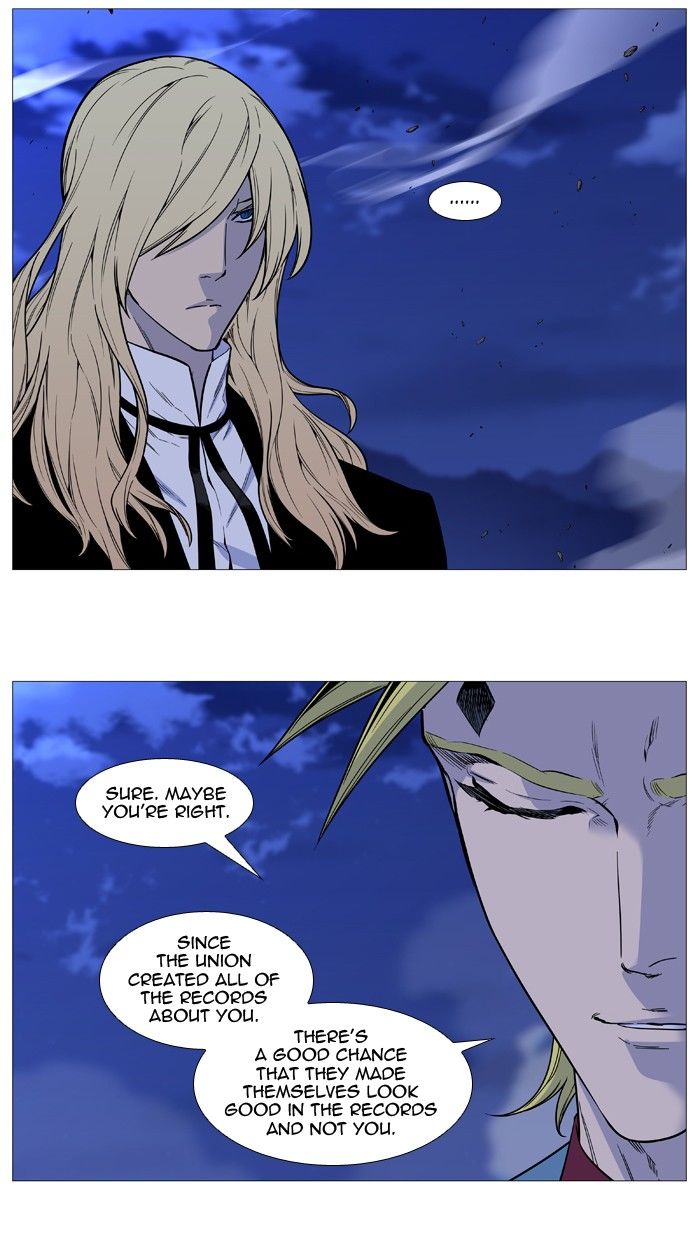 ......
SURE. MAYBE
YOU'RE RIGHT.
SINCE
THE UNION
CREATED ALL OF
THE RECORDS
ABOUT YOU.
THERE'S
A GOOD CHANCE
THAT THEY MADE
THEMSELVES LOOK
GOOD IN THE RECORDS
AND NOT YOU.